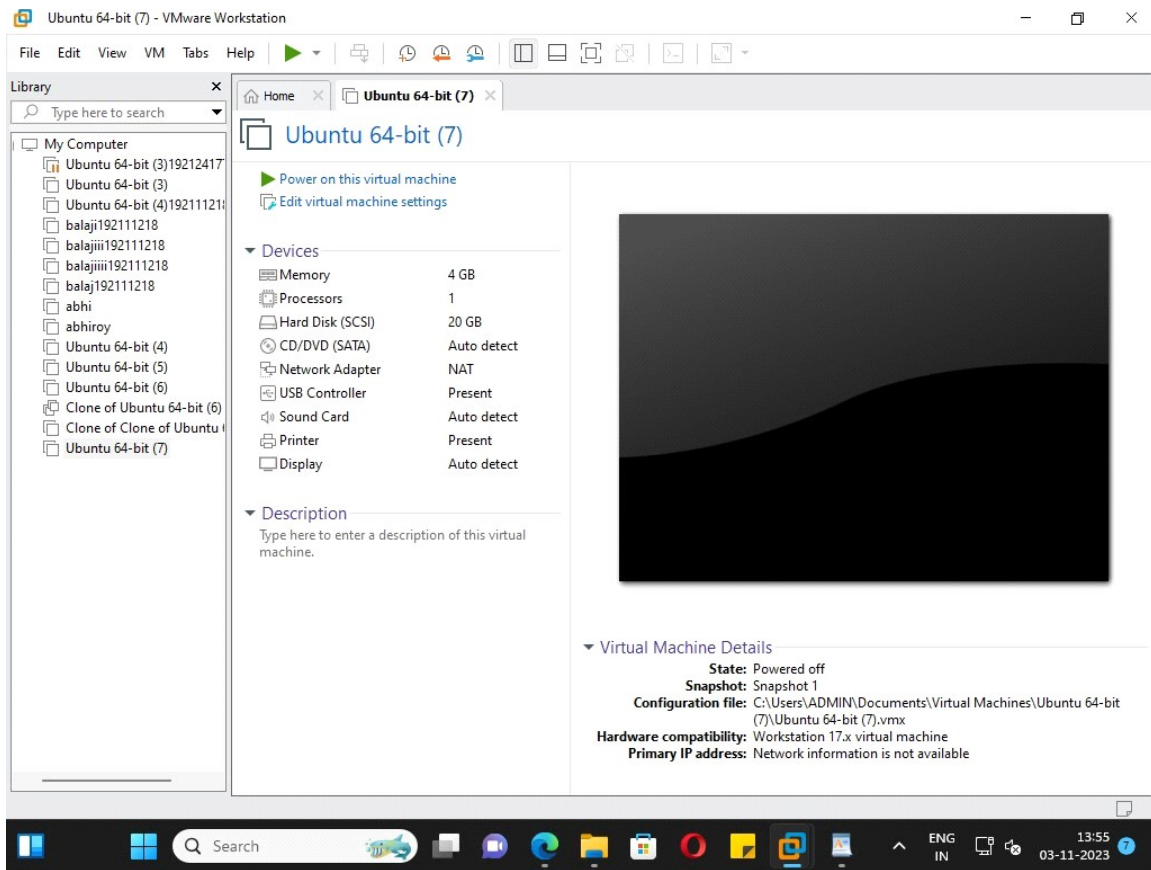 Ubuntu 64-bit (7) - VMware Workstation
File Edit View VM Tabs Help
Library
Type here to search
My Computer
Ubuntu 64-bit (3)19212417
Ubuntu 64-bit (3)
Ubuntu 64-bit (4)19211121
balaji192111218
balajiii192111218
balajiiii192111218
balaj192111218
abhi
abhiroy
Ubuntu 64-bit (4)
Ubuntu 64-bit (5)
Ubuntu 64-bit (6)
Clone of Ubuntu 64-bit (6)
Clone of Clone of Ubuntu
Ubuntu 64-bit (7)
Home
Ubuntu 64-bit (7)
Ubuntu 64-bit (7)
Power on this virtual machine
Edit virtual machine settings
Devices
Memory 4 GB
Processors 1
Hard Disk (SCSI) 20 GB
CD/DVD (SATA) Auto detect
Network Adapter NAT
USB Controller Present
Sound Card Auto detect
Printer Present
Display Auto detect
Description
Type here to enter a description of this virtual
machine.
Virtual Machine Details
State: Powered off
Snapshot: Snapshot 1
Configuration file: C:\Users\ADMIN\Documents\Virtual Machines\Ubuntu 64-bit
(7)\Ubuntu 64-bit (7).vmx
Hardware compatibility: Workstation 17.x virtual machine
Primary IP address: Network information is not available
Search
ENG
IN
13:55
03-11-2023
7